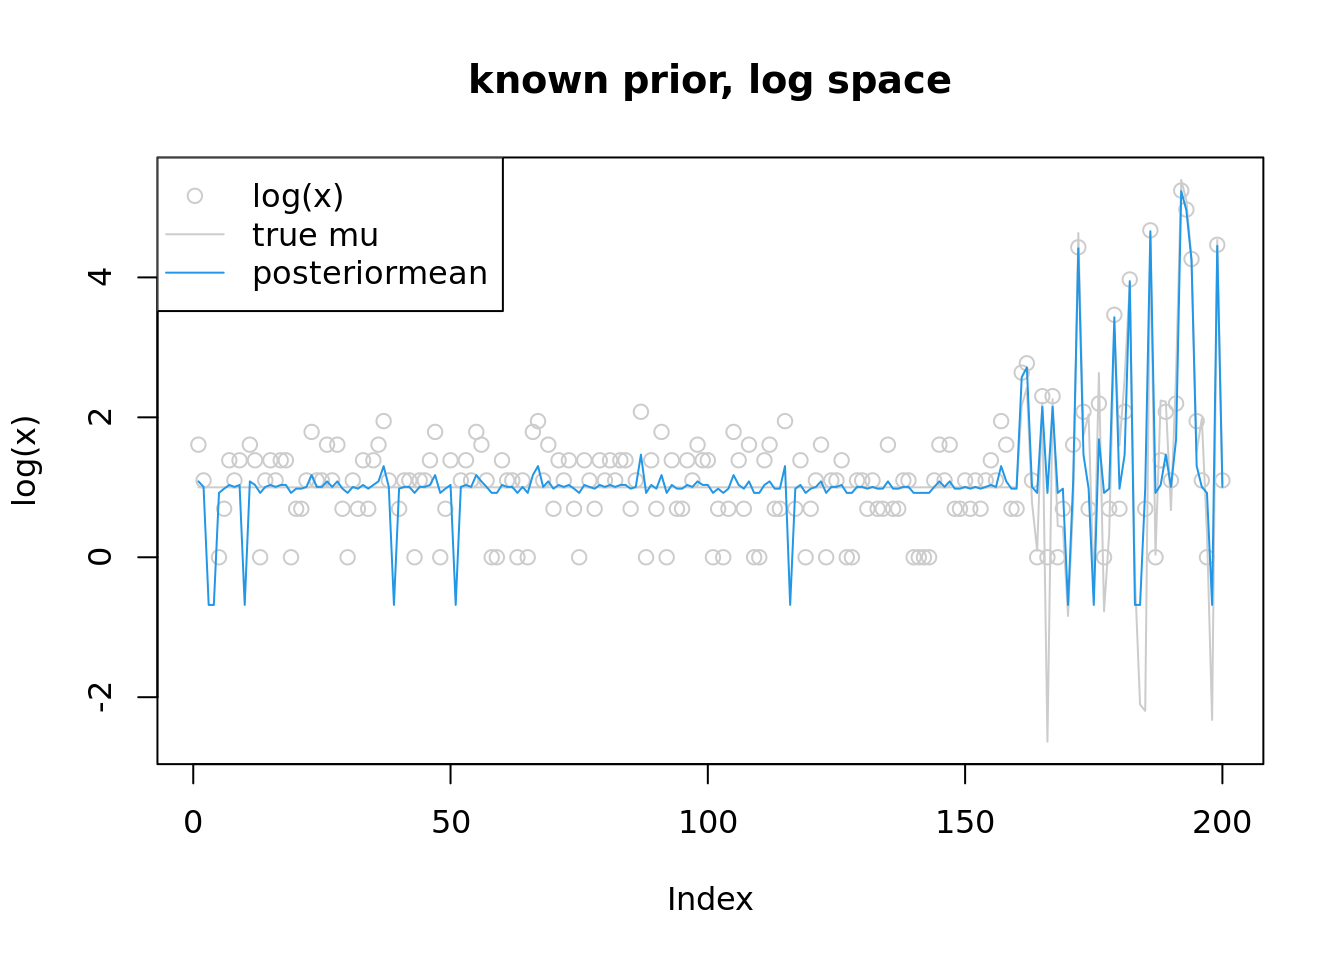 known prior, log space
log(x)
true mu
posteriormean
log(x)
4
2
0
-2
0
50
100
150
200
Index